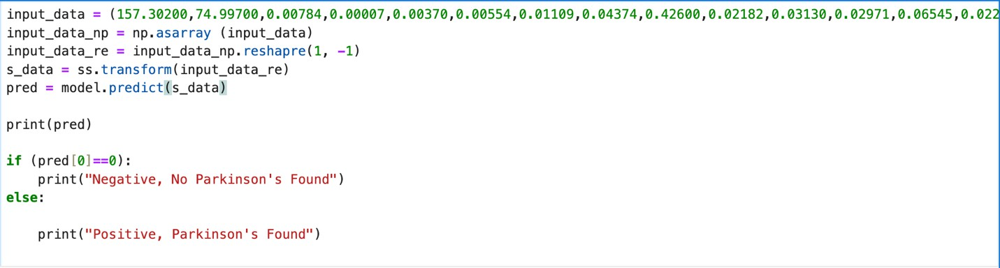 input_data = (157.30200,74.99700,0.00784,0.00007,0.00370,0.00554,0.01109,0.04374,0.42600,0.02182,0.03130,0.02971,0.06545,0.022
input_data_np = np.asarray (input_data)
input_data_re = input_data_np.reshapre(1, -1)
s_data = ss.transform(input_data_re)
pred = model.predict(s_data)
print(pred)
if (pred[0]==0):
    print("Negative, No Parkinson's Found")
else:
    print("Positive, Parkinson's Found")